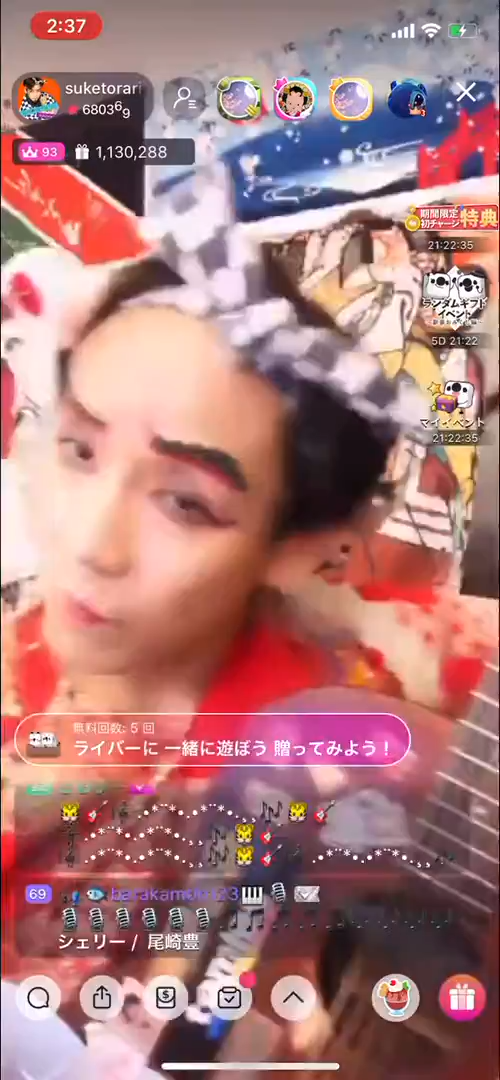 2:37
suketorari
68036₉
93 1,130,288
期間限定
初チャージ 特典
21:22:35
ランダムギフト
イベント
5D 21:22
マイイベント
21:22:35
無料回数: 5 回
ライバーに 一緒に遊ぼう 贈ってみよう！
69
シェリー / 尾崎豊